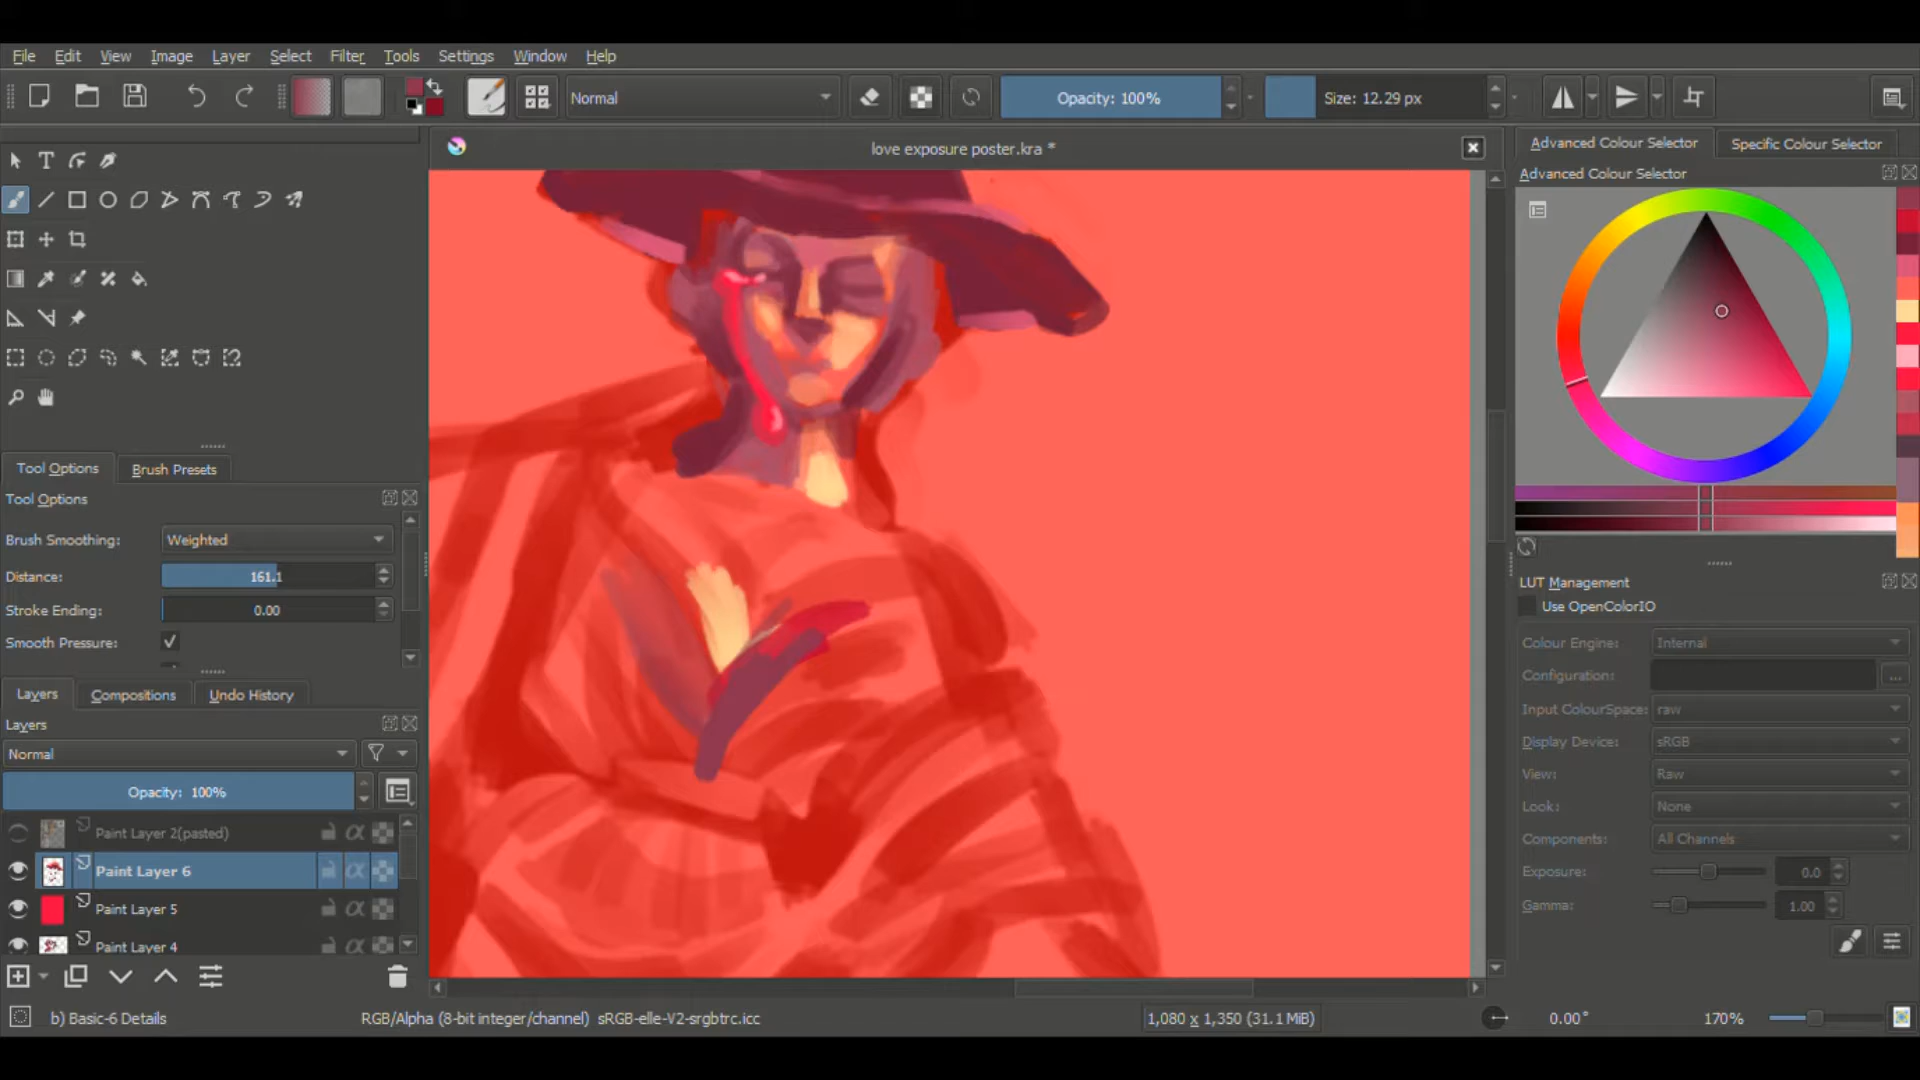 File Edit View Image Layer Select Filter Tools Settings Window Help
Normal Opacity: 100% Size: 12.29 px
love exposure poster.kra *
Advanced Colour Selector Specific Colour Selector
Advanced Colour Selector
T
Tool Options Brush Presets
Tool Options
Brush Smoothing: Weighted
Distance: 161.1
Stroke Ending: 0.00
Smooth Pressure:
Layers Compositions Undo History
Layers
Normal
Opacity: 100%
Paint Layer 2(pasted)
Paint Layer 6
Paint Layer 5
Paint Layer 4
LUT Management
Use OpenColorIO
Colour Engine: Internal
Configuration: ...
Input ColourSpace: raw
Display Device: sRGB
View: Raw
Look: None
Components: All Channels
Exposure: 0.0
Gamma: 1.00
b) Basic-6 Details RGB/Alpha (8-bit integer/channel) sRGB-elle-V2-srgbtrc.icc 1,080 x 1,350 (31.1 MiB) 0.00° 170%